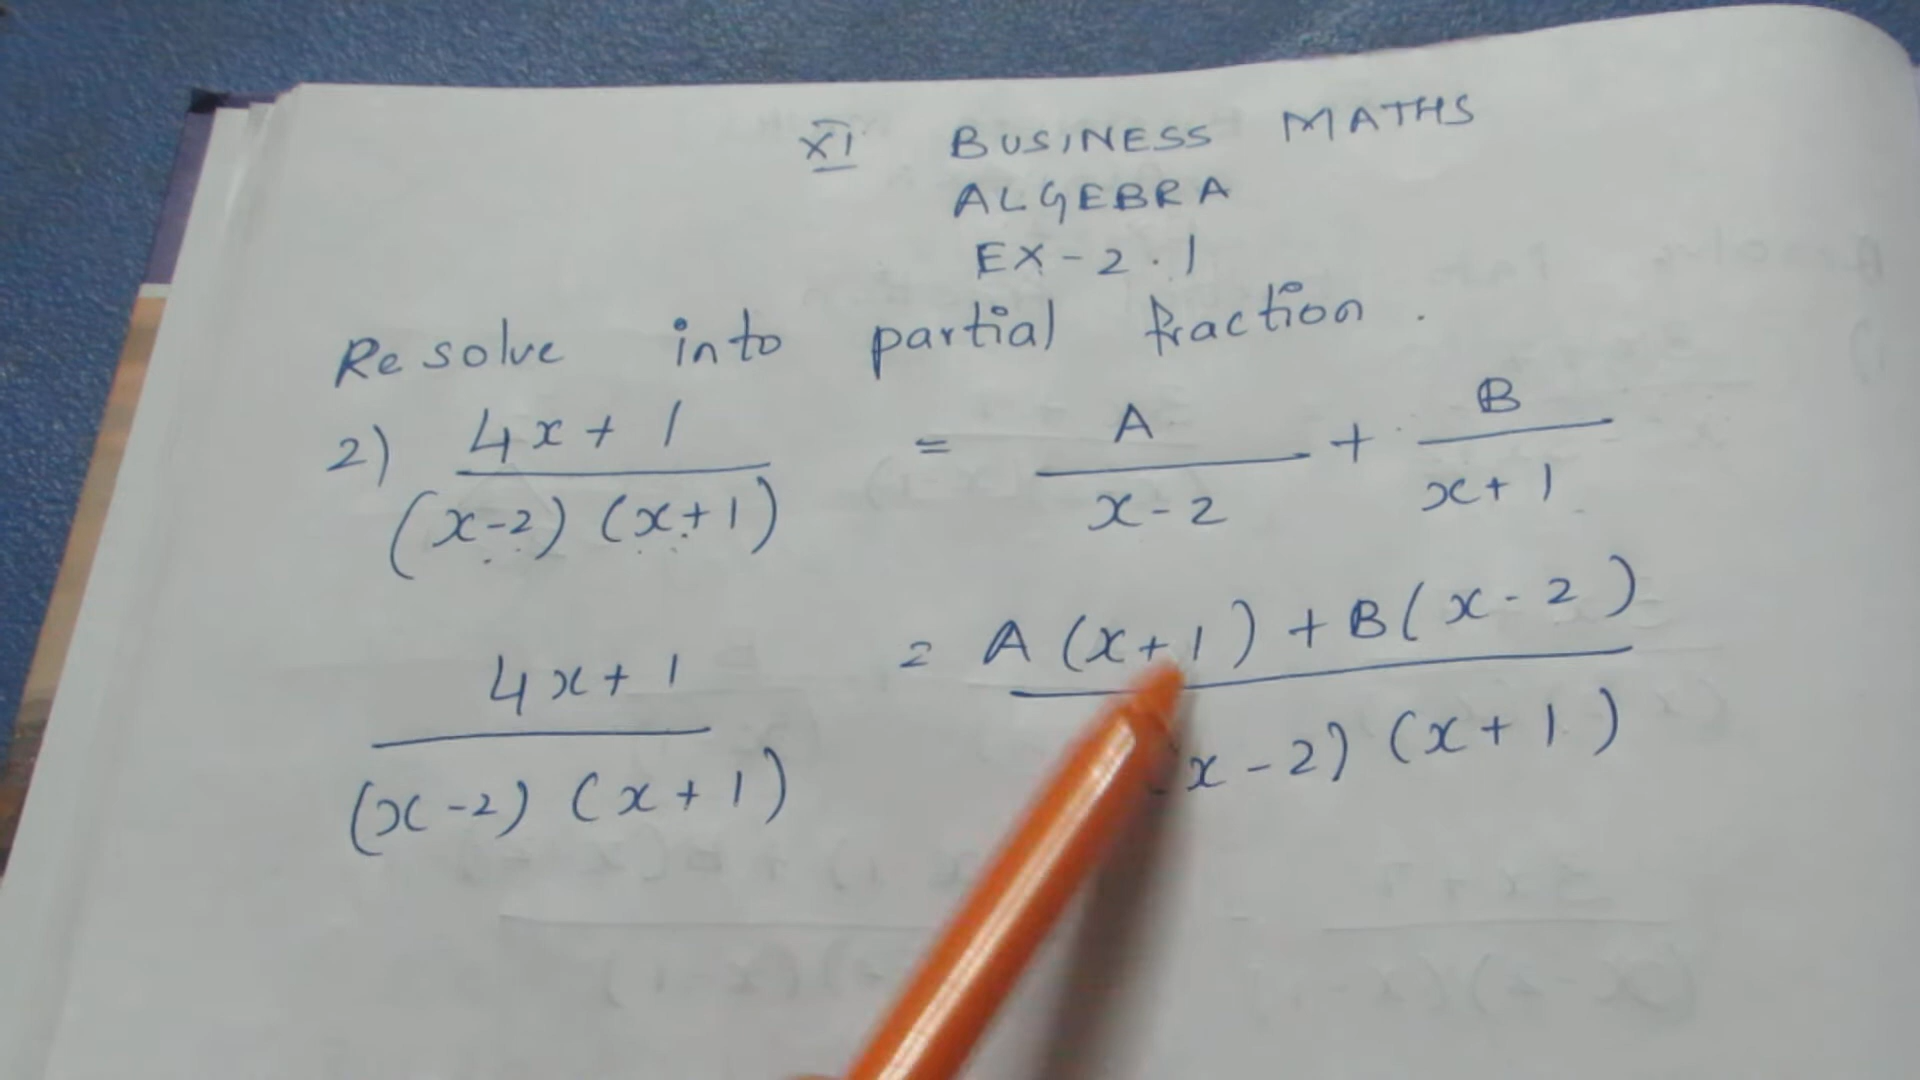 XI BUSINESS MATHS
ALGEBRA
EX-2.1
Resolve into partial fraction.
2) 4x+1 / (x-2) (x+1) = A / x-2 + B / x+1
4x+1 / (x-2) (x+1) = A (x+1) + B (x-2) / (x-2) (x+1)